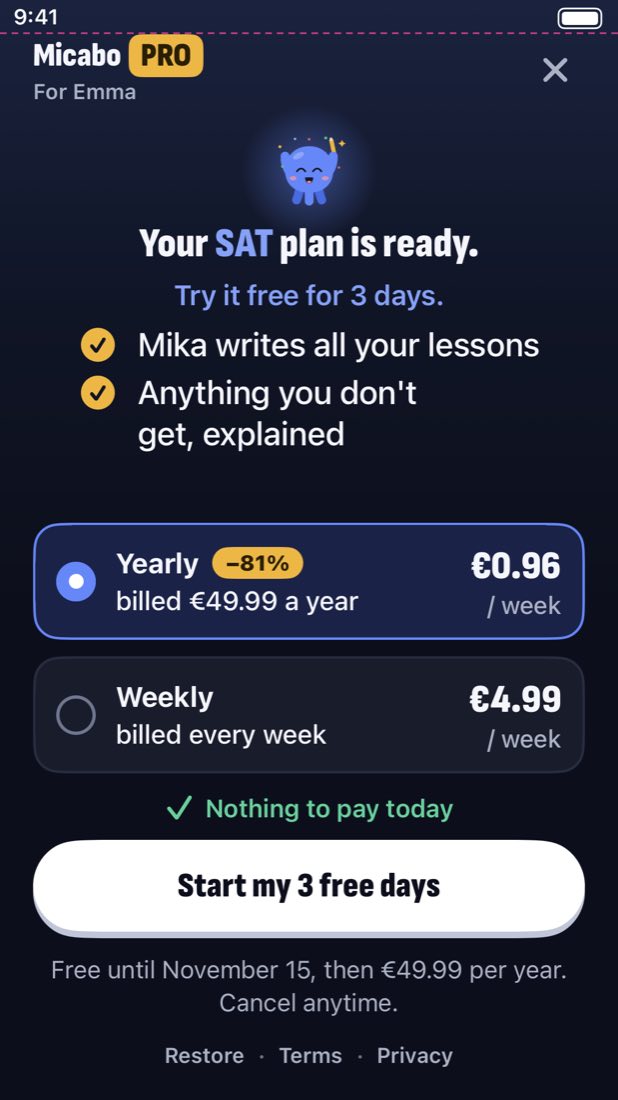 9:41
Micabo PRO
For Emma
Your SAT plan is ready.
Try it free for 3 days.
Mika writes all your lessons
Anything you don't
get, explained
Yearly −81%
billed €49.99 a year
€0.96
/ week
Weekly
billed every week
€4.99
/ week
Nothing to pay today
Start my 3 free days
Free until November 15, then €49.99 per year.
Cancel anytime.
Restore · Terms · Privacy